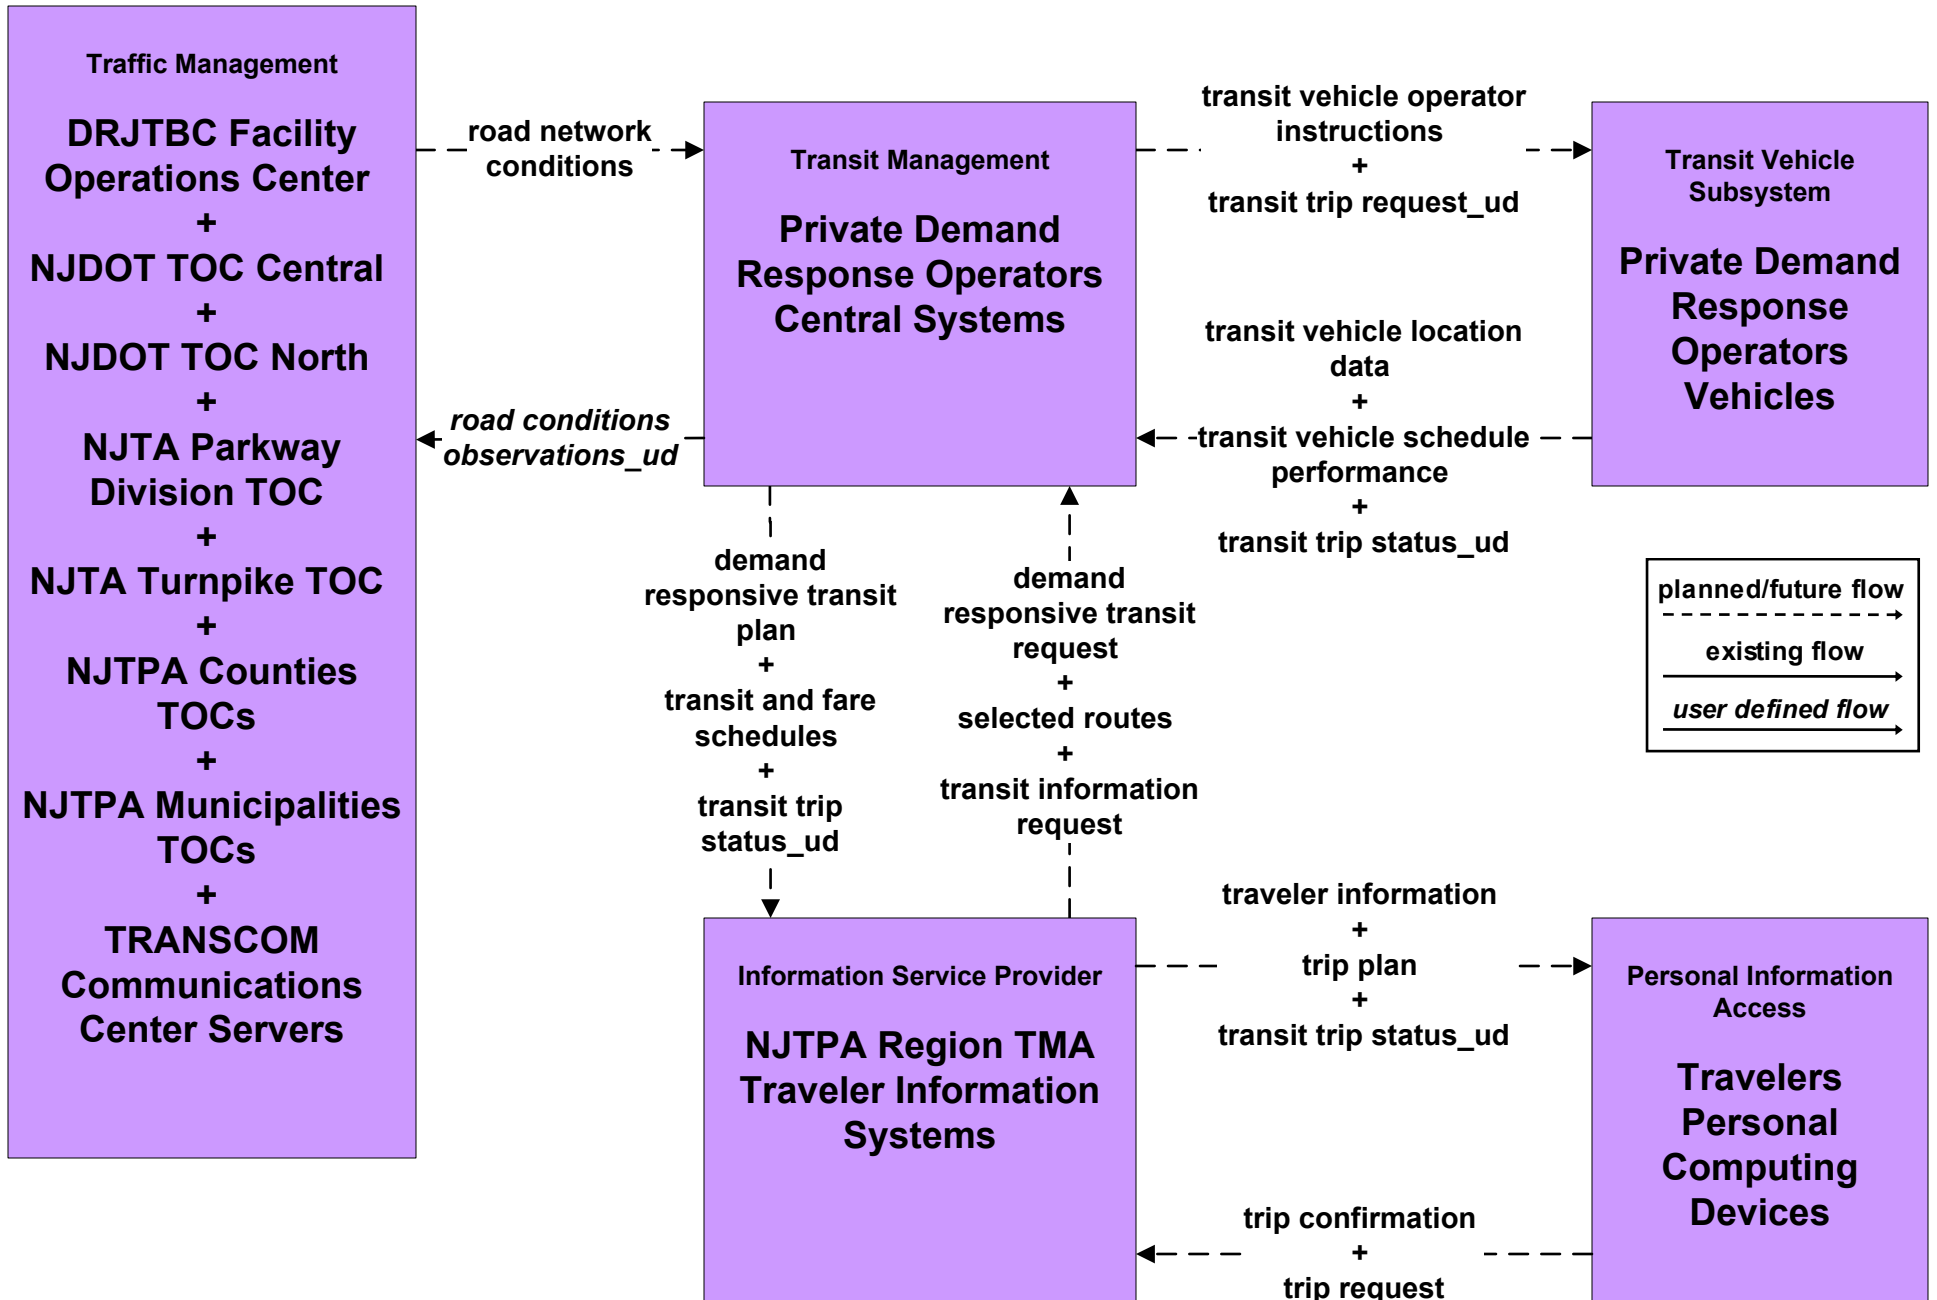 Traffic Management
DRJTBC Facility
Operations Center
+
NJDOT TOC Central
+
NJDOT TOC North
+
NJTA Parkway
Division TOC
+
NJTA Turnpike TOC
+
NJTPA Counties
TOCs
+
NJTPA Municipalities
TOCs
+
TRANSCOM
Communications
Center Servers
road network
conditions
road conditions
observations_ud
Transit Management
Private Demand
Response Operators
Central Systems
transit vehicle operator
instructions
+
transit trip request_ud
transit vehicle location
data
+
transit vehicle schedule
performance
+
transit trip status_ud
Transit Vehicle
Subsystem
Private Demand
Response
Operators
Vehicles
demand
responsive transit
plan
+
transit and fare
schedules
+
transit trip
status_ud
demand
responsive transit
request
+
selected routes
+
transit information
request
planned/future flow
existing flow
user defined flow
Information Service Provider
NJTPA Region TMA
Traveler Information
Systems
traveler information
+
trip plan
+
transit trip status_ud
trip confirmation
+
trip request
Personal Information
Access
Travelers
Personal
Computing
Devices